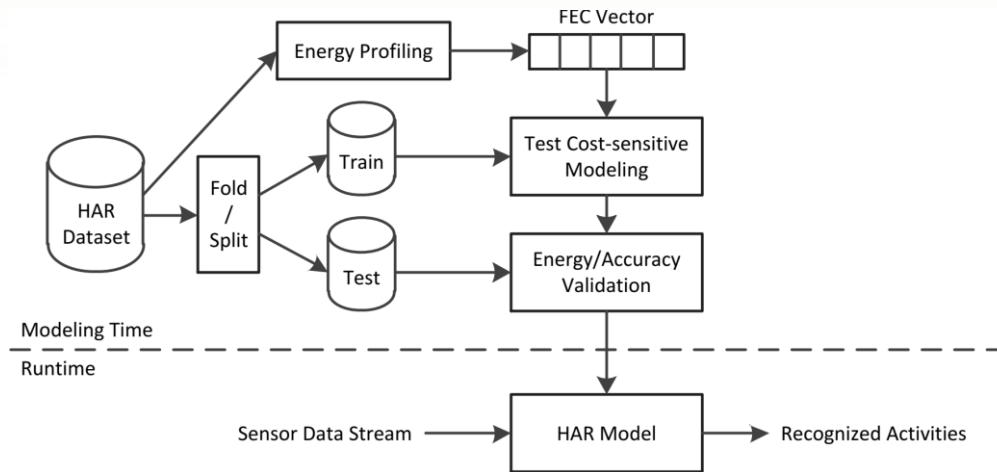 FEC Vector
Energy Profiling
Train
Test Cost-sensitive
Modeling
HAR
Dataset
Fold
/
Split
Test
Energy/Accuracy
Validation
Modeling Time
Runtime
Sensor Data Stream
HAR Model
Recognized Activities